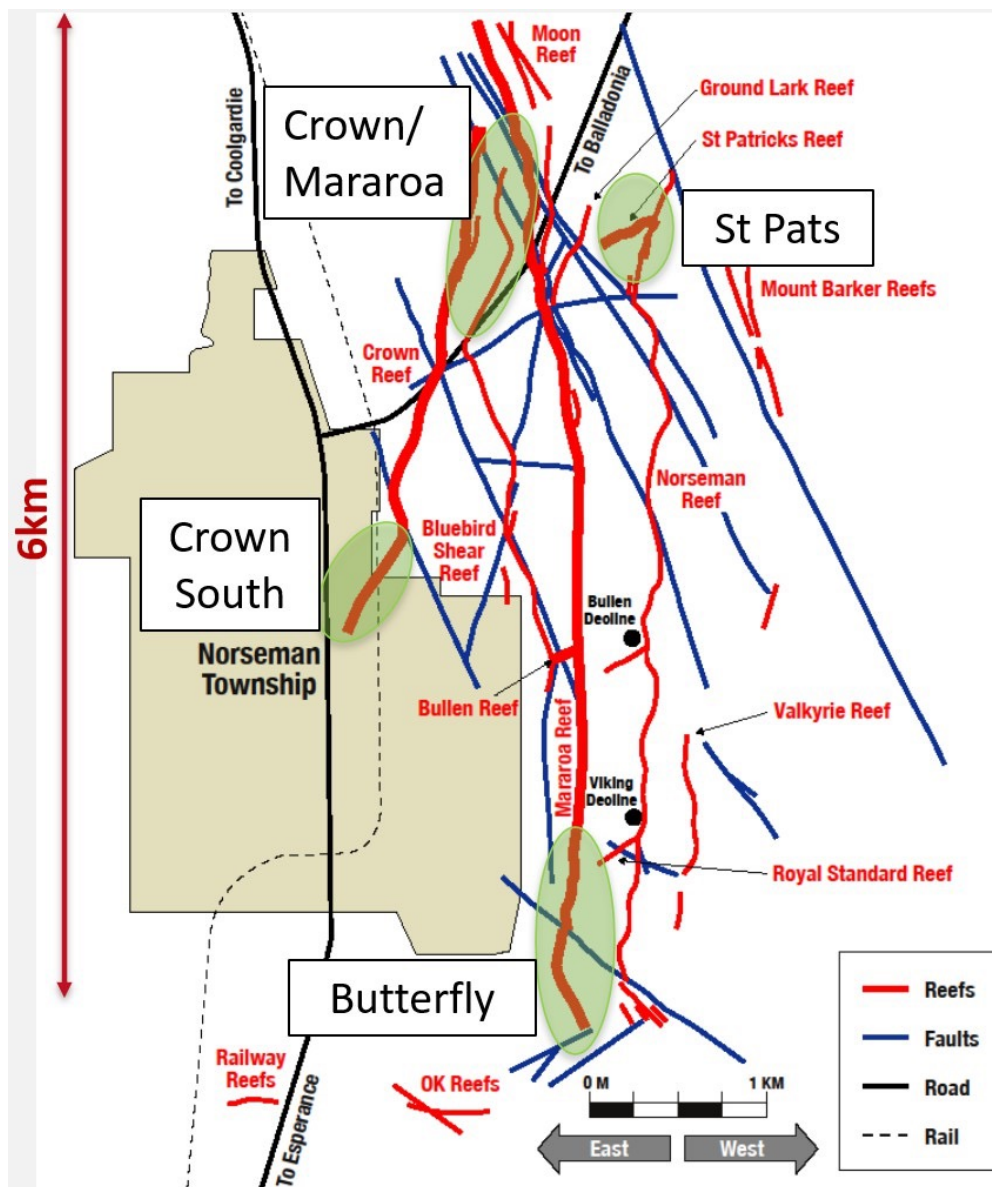 Moon
Reef
Ground Lark Reef
St Patricks Reef
To Balladonia
To Coolgardie
Crown/
Mararoa
St Pats
Mount Barker Reefs
Crown
Reef
6km
Norseman
Reef
Crown
South
Bluebird
Shear
Reef
Bullen
Decline
Norseman
Township
Bullen Reef
Mararoa Reef
Valkyrie Reef
Viking
Decline
Royal Standard Reef
Butterfly
Reefs
Faults
Road
Rail
Railway
Reefs
To Esperance
OK Reefs
0 M
1 KM
East
West